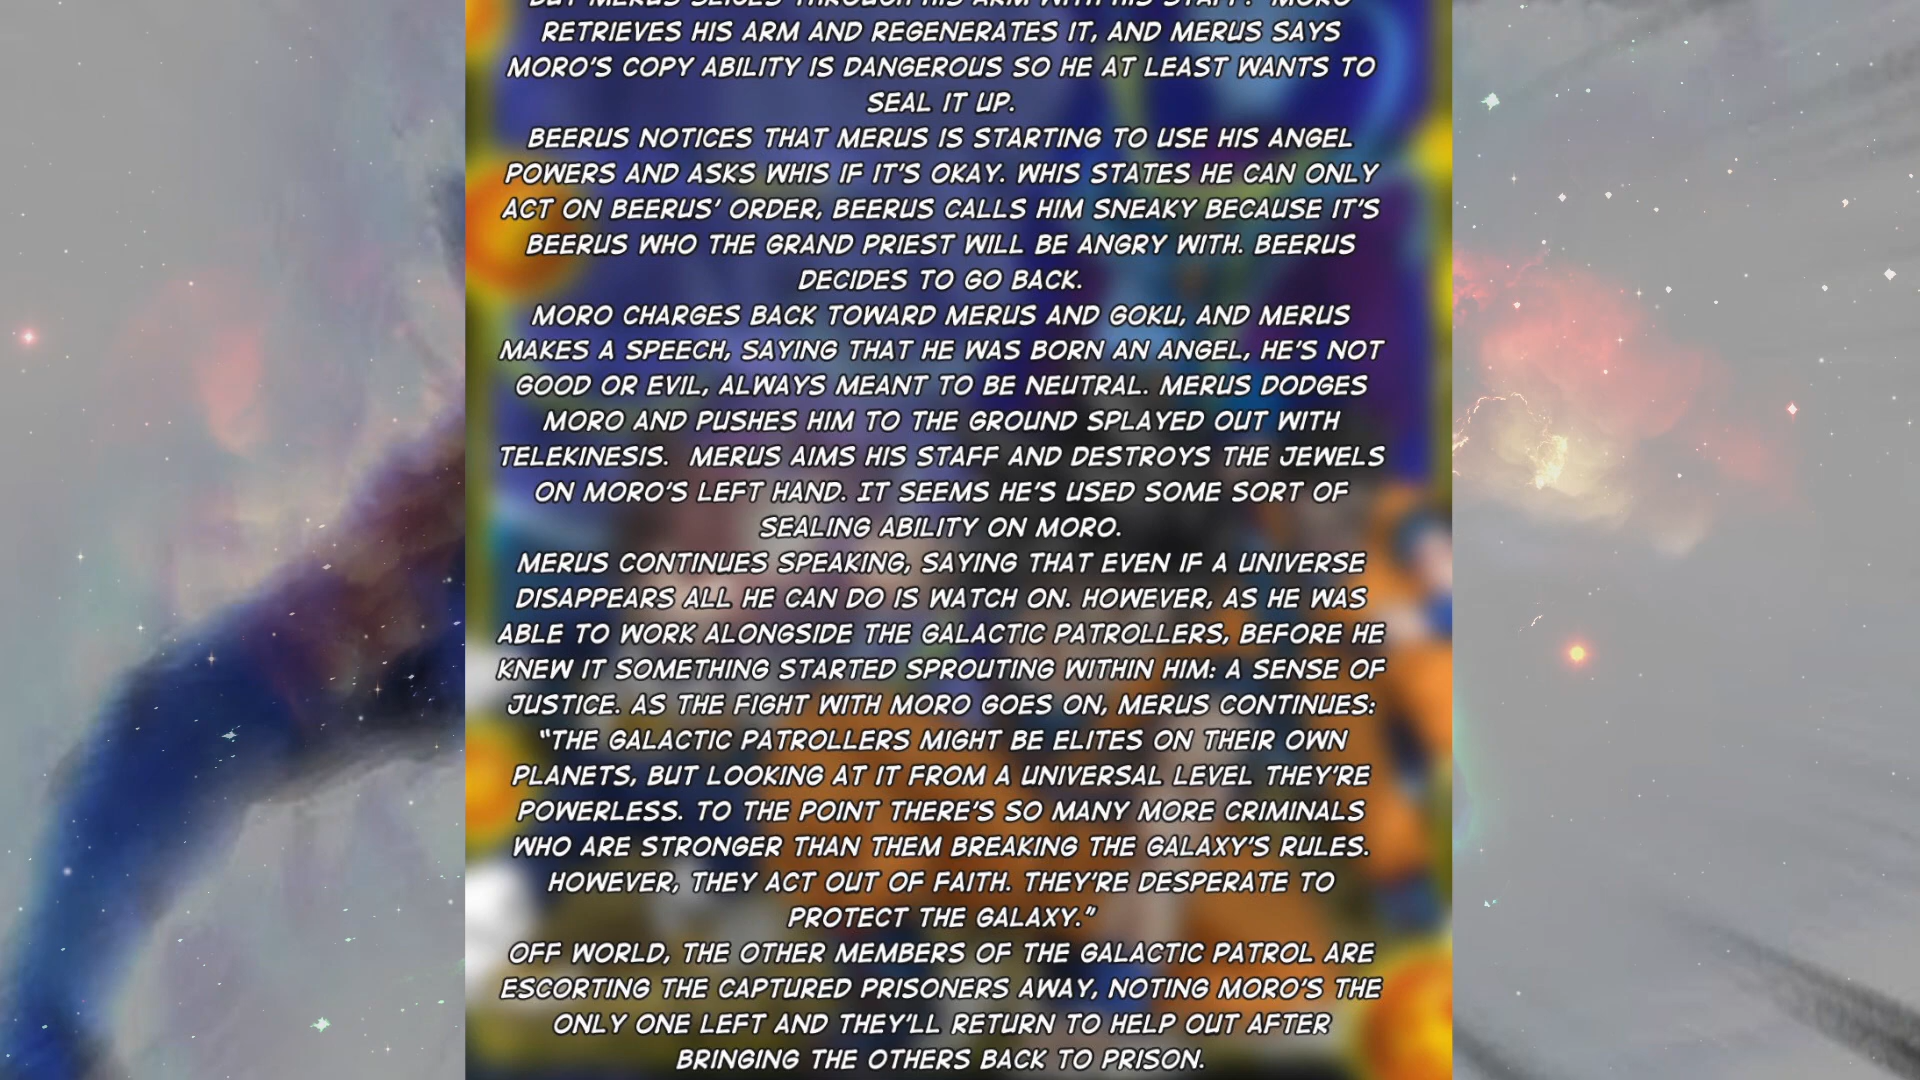 BUT MERUS SLICES THROUGH HIS ARM WITH HIS STAFF! MORO
RETRIEVES HIS ARM AND REGENERATES IT, AND MERUS SAYS
MORO'S COPY ABILITY IS DANGEROUS SO HE AT LEAST WANTS TO
SEAL IT UP.
BEERUS NOTICES THAT MERUS IS STARTING TO USE HIS ANGEL
POWERS AND ASKS WHIS IF IT'S OKAY. WHIS STATES HE CAN ONLY
ACT ON BEERUS' ORDER, BEERUS CALLS HIM SNEAKY BECAUSE IT'S
BEERUS WHO THE GRAND PRIEST WILL BE ANGRY WITH. BEERUS
DECIDES TO GO BACK.
MORO CHARGES BACK TOWARD MERUS AND GOKU, AND MERUS
MAKES A SPEECH, SAYING THAT HE WAS BORN AN ANGEL, HE'S NOT
GOOD OR EVIL, ALWAYS MEANT TO BE NEUTRAL. MERUS DODGES
MORO AND PUSHES HIM TO THE GROUND SPLAYED OUT WITH
TELEKINESIS. MERUS AIMS HIS STAFF AND DESTROYS THE JEWELS
ON MORO'S LEFT HAND. IT SEEMS HE'S USED SOME SORT OF
SEALING ABILITY ON MORO.
MERUS CONTINUES SPEAKING, SAYING THAT EVEN IF A UNIVERSE
DISAPPEARS ALL HE CAN DO IS WATCH ON. HOWEVER, AS HE WAS
ABLE TO WORK ALONGSIDE THE GALACTIC PATROLLERS, BEFORE HE
KNEW IT SOMETHING STARTED SPROUTING WITHIN HIM: A SENSE OF
JUSTICE. AS THE FIGHT WITH MORO GOES ON, MERUS CONTINUES:
"THE GALACTIC PATROLLERS MIGHT BE ELITES ON THEIR OWN
PLANETS, BUT LOOKING AT IT FROM A UNIVERSAL LEVEL THEY'RE
POWERLESS. TO THE POINT THERE'S SO MANY MORE CRIMINALS
WHO ARE STRONGER THAN THEM BREAKING THE GALAXY'S RULES.
HOWEVER, THEY ACT OUT OF FAITH. THEY'RE DESPERATE TO
PROTECT THE GALAXY."
OFF WORLD, THE OTHER MEMBERS OF THE GALACTIC PATROL ARE
ESCORTING THE CAPTURED PRISONERS AWAY, NOTING MORO'S THE
ONLY ONE LEFT AND THEY'LL RETURN TO HELP OUT AFTER
BRINGING THE OTHERS BACK TO PRISON.